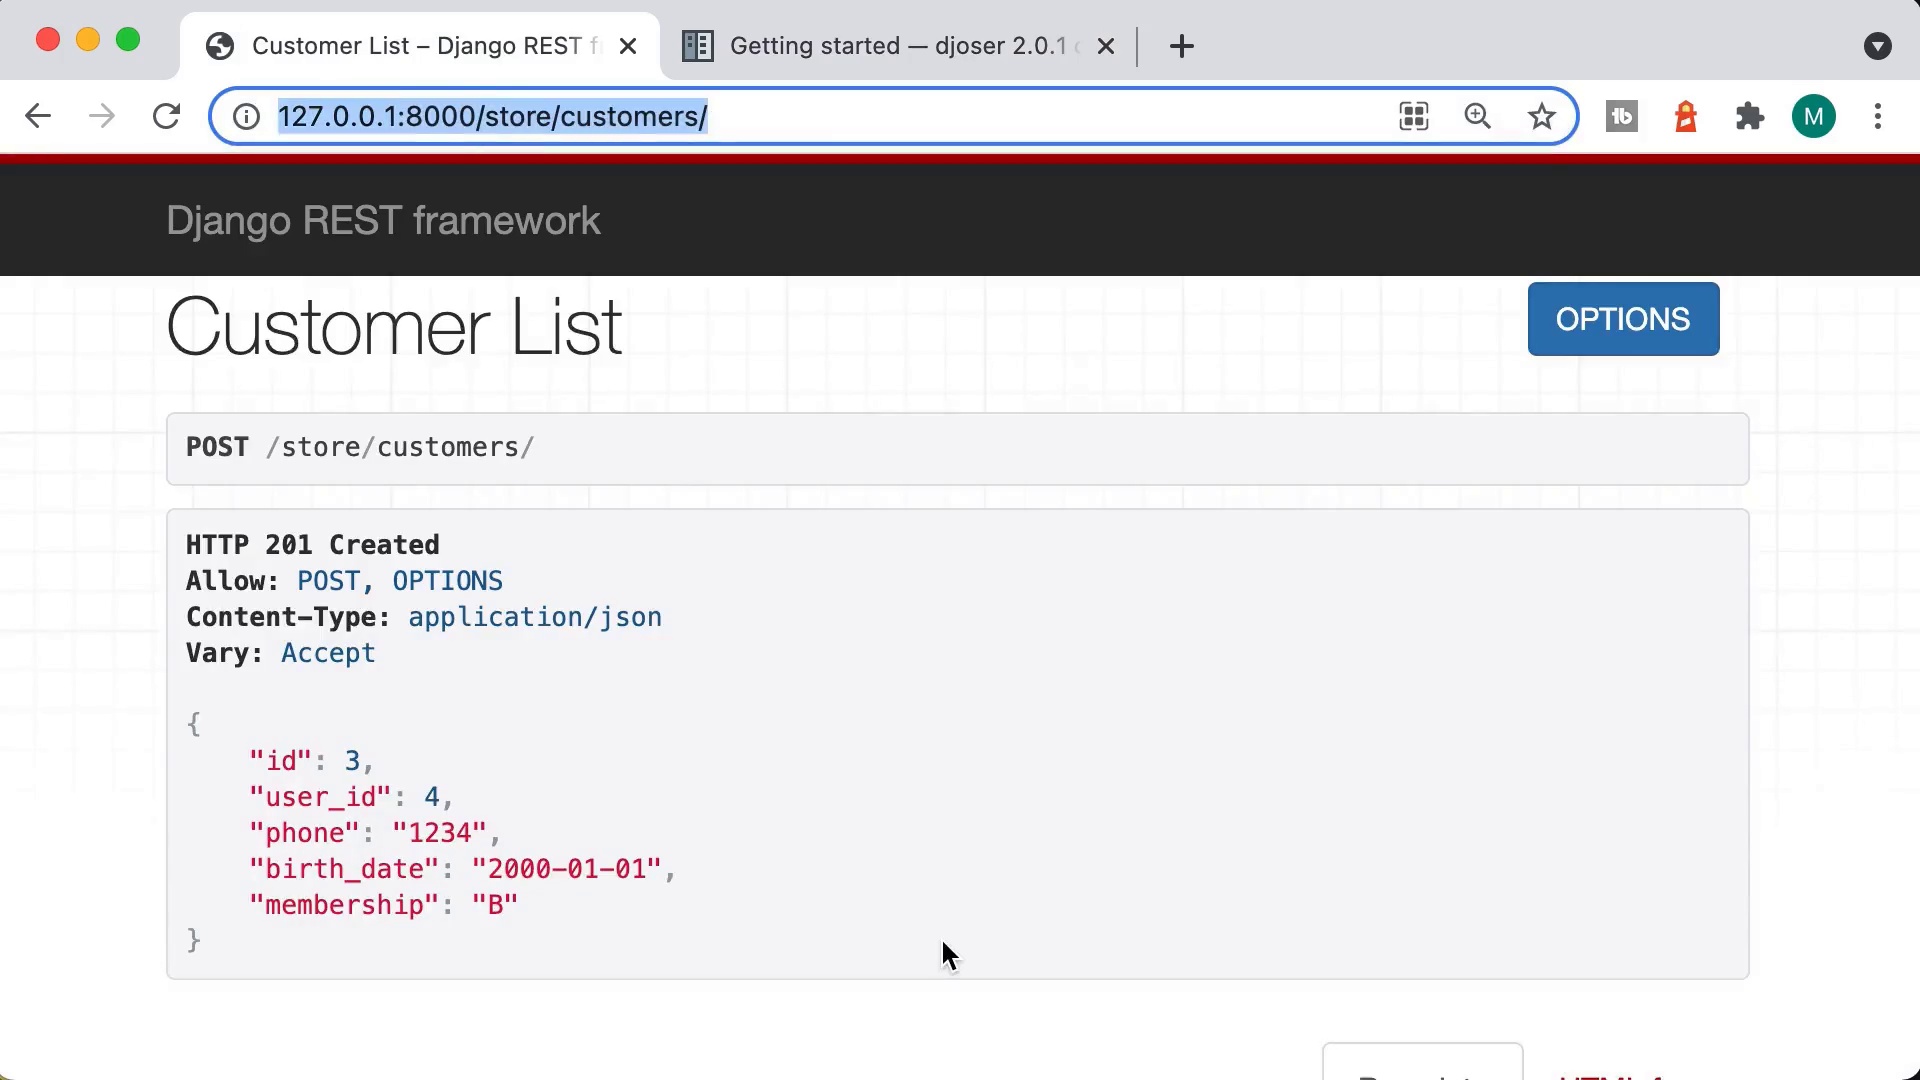 Customer List – Django REST f
Getting started — djoser 2.0.1
127.0.0.1:8000/store/customers/
M
Django REST framework
Customer List
OPTIONS
POST /store/customers/
HTTP 201 Created
Allow: POST, OPTIONS
Content-Type: application/json
Vary: Accept
{
"id": 3,
"user_id": 4,
"phone": "1234",
"birth_date": "2000-01-01",
"membership": "B"
}